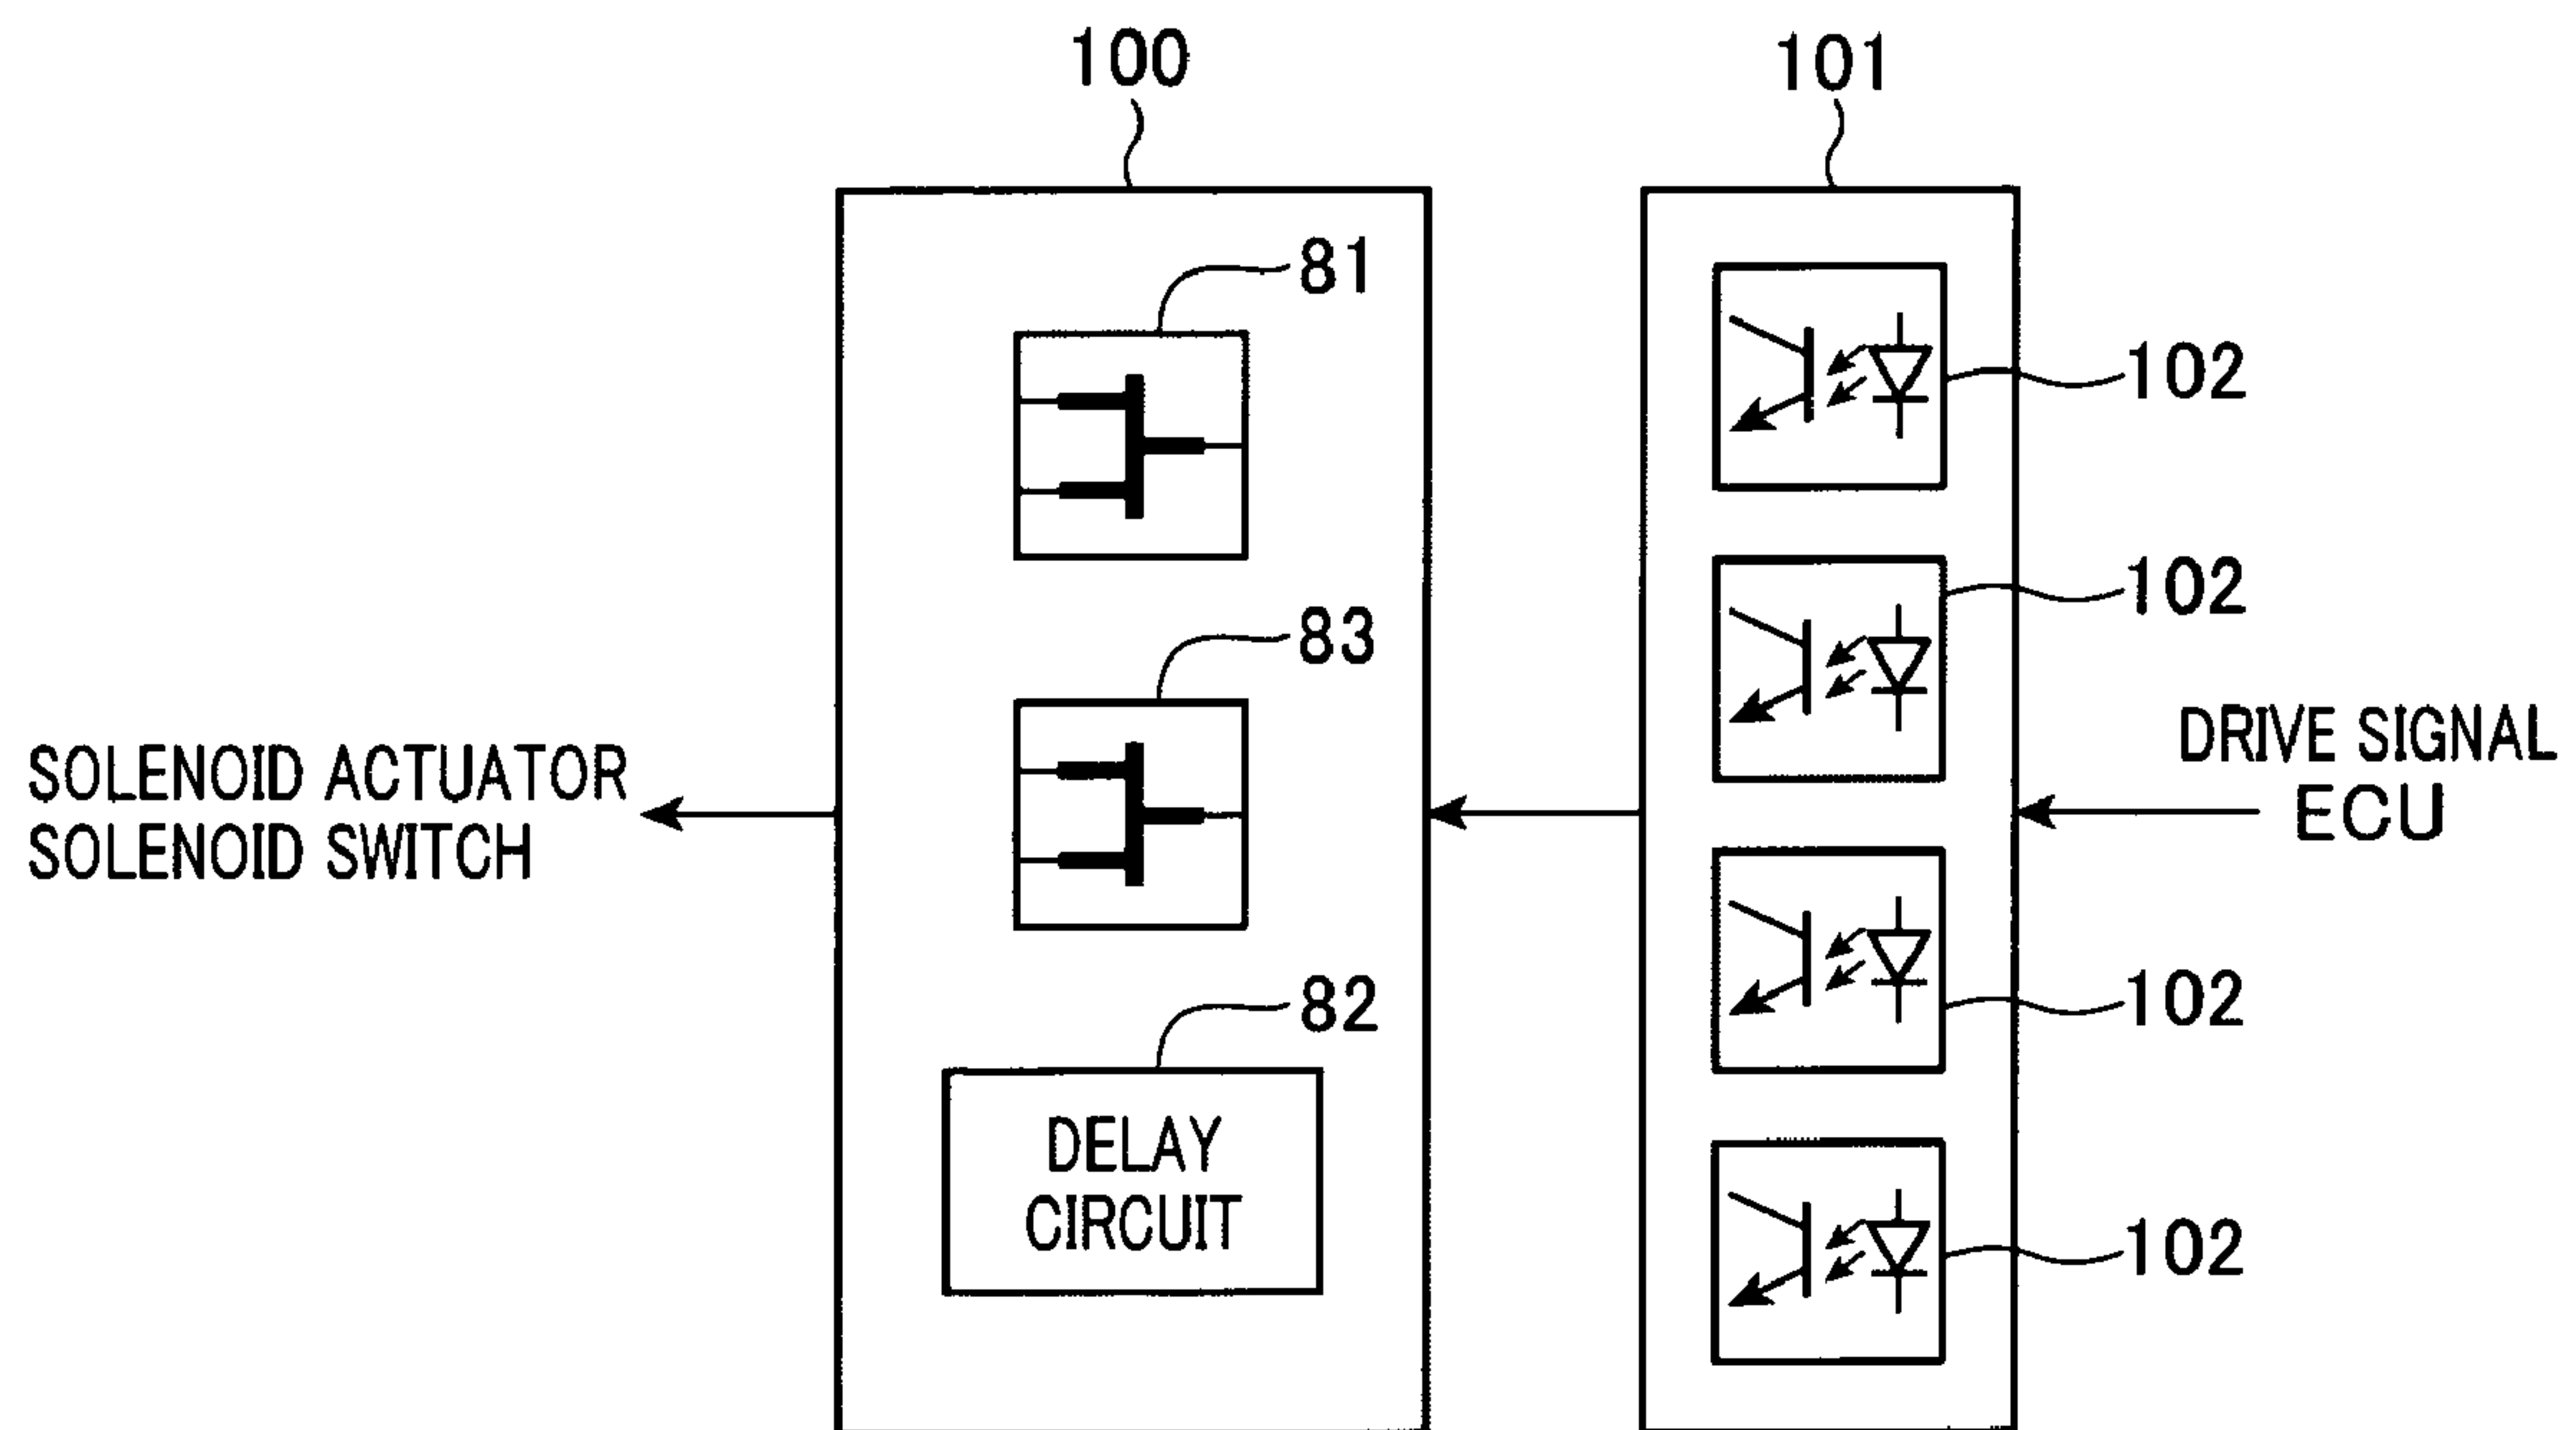 100
101
81
102
83
102
SOLENOID ACTUATOR
SOLENOID SWITCH
DRIVE SIGNAL
ECU
82
102
DELAY
CIRCUIT
102